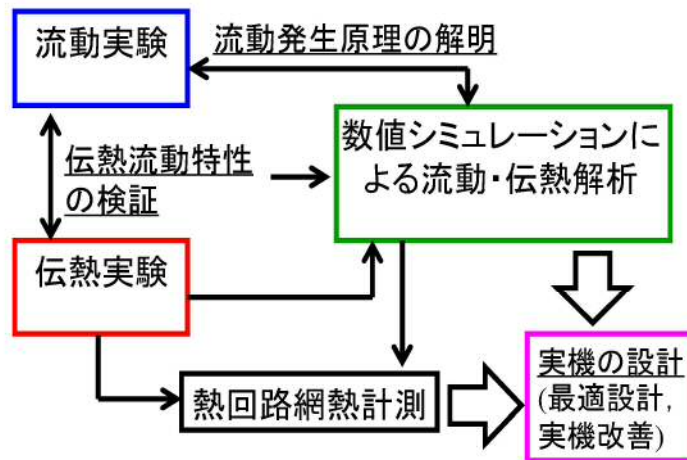 流動実験
流動発生原理の解明
数値シミュレーションに
よる流動・伝熱解析
伝熱流動特性
の検証
伝熱実験
熱回路網熱計測
実機の設計
(最適設計,
実機改善)